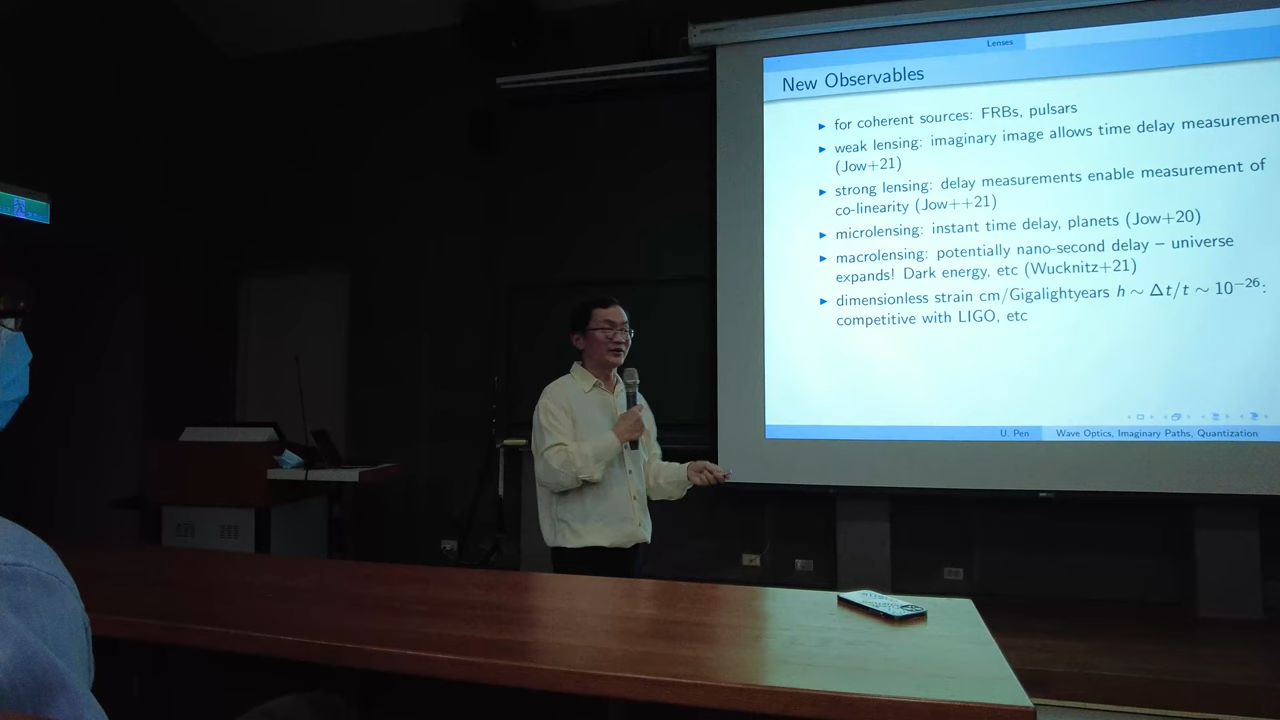 Lenses
New Observables
for coherent sources: FRBs, pulsars
weak lensing: imaginary image allows time delay measuremen
(Jow+21)
strong lensing: delay measurements enable measurement of
co-linearity (Jow++21)
microlensing: instant time delay, planets (Jow+20)
macrolensing: potentially nano-second delay – universe
expands! Dark energy, etc (Wucknitz+21)
dimensionless strain cm/Gigalightyears h ∼ Δt/t ∼ 10⁻²⁶:
competitive with LIGO, etc
U. Pen
Wave Optics, Imaginary Paths, Quantization